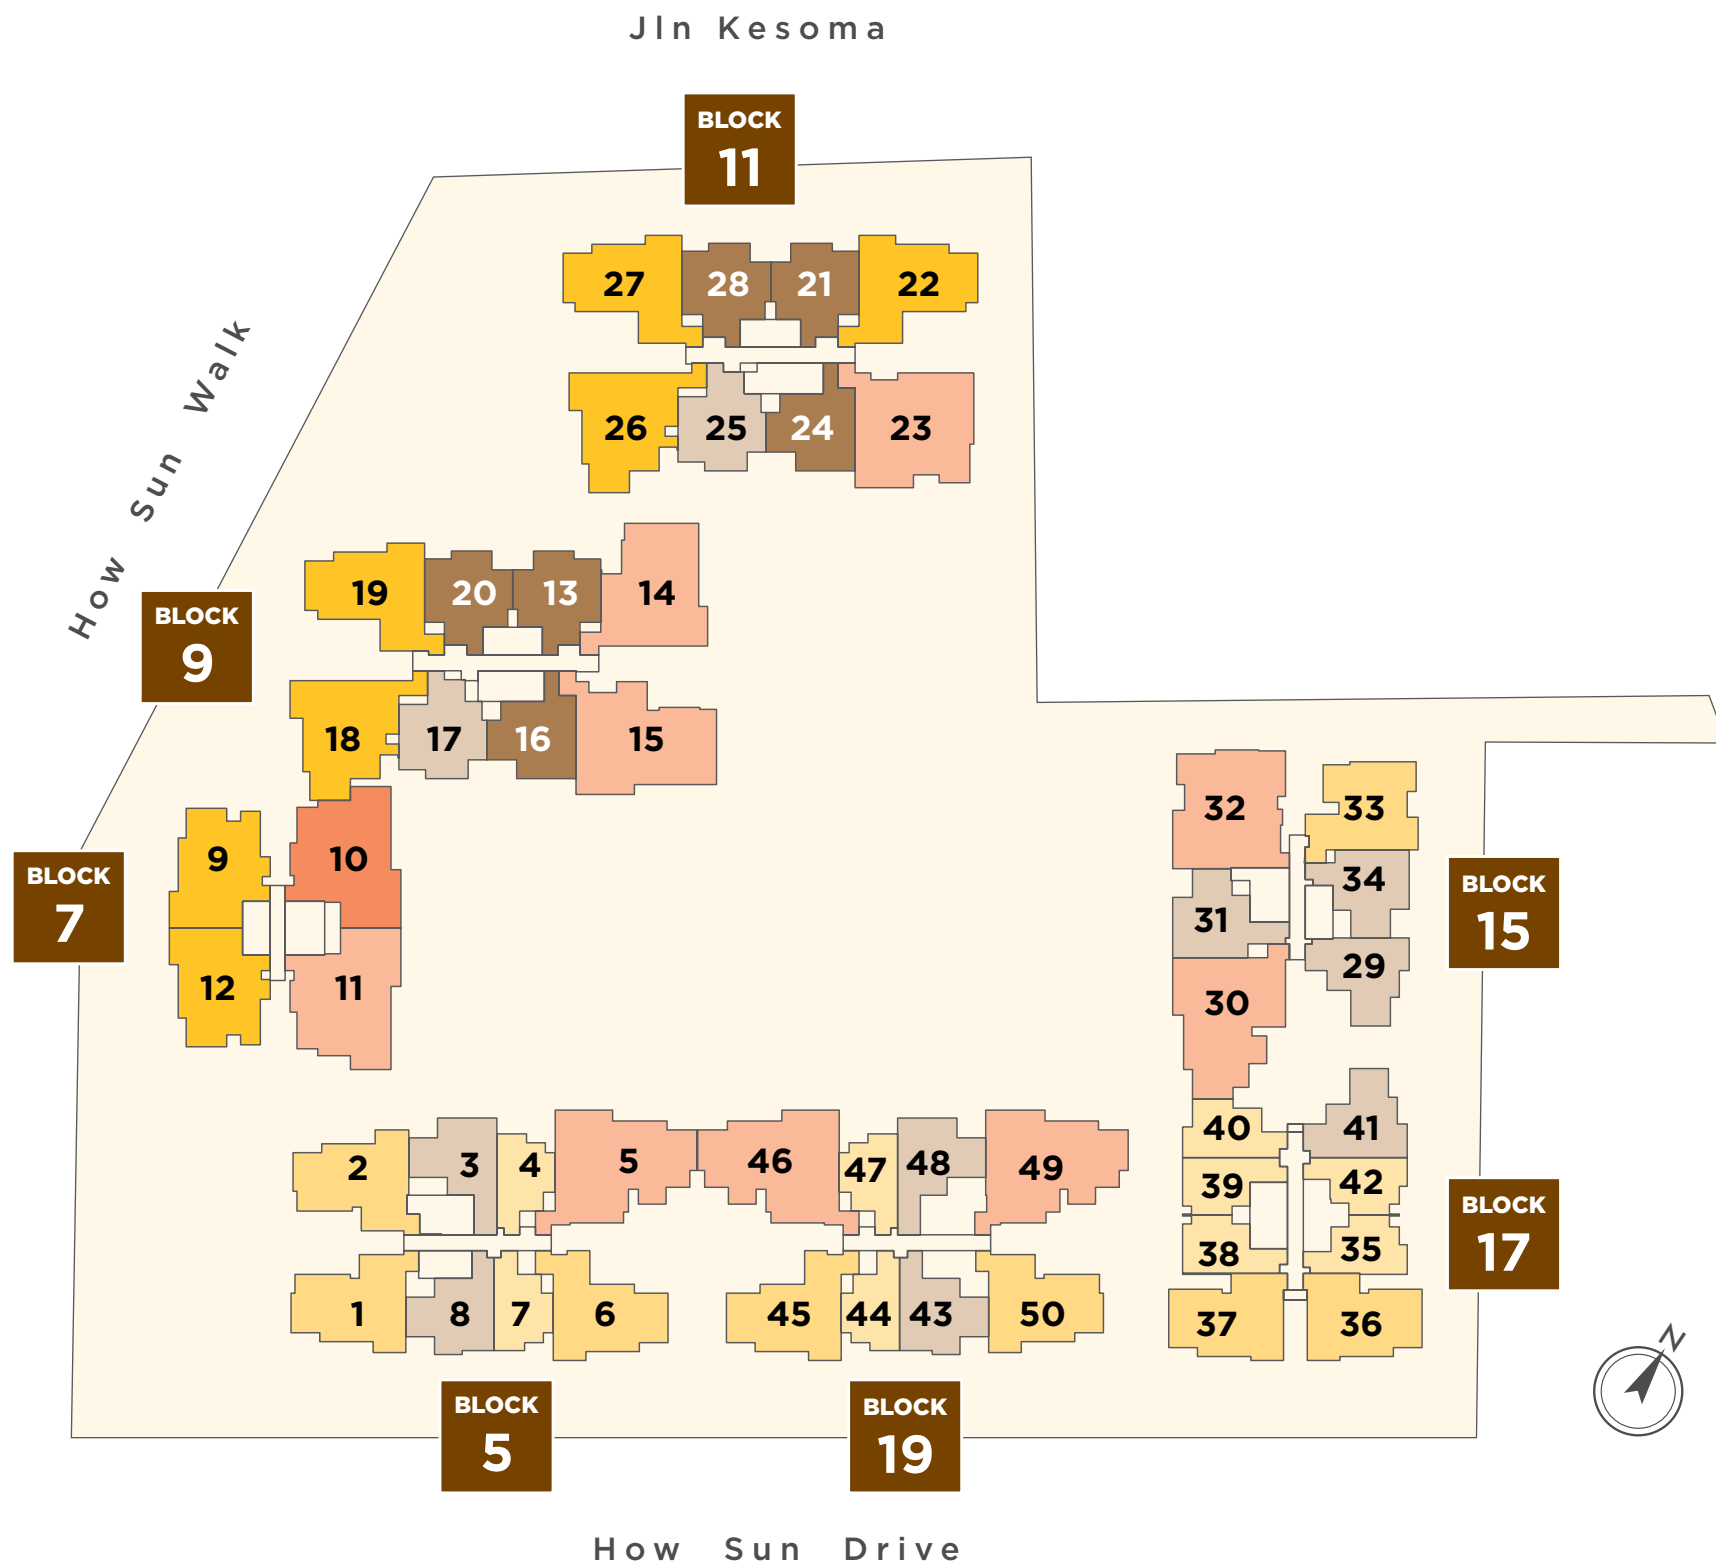 Jln Kesoma
BLOCK
11
27 28 21 22
26 25 24 23
How Sun Walk
19 20 13 14
BLOCK
9
18 17 16 15
9 10
BLOCK
7
12 11
32 33
34
31
BLOCK
15
29
30
40 41
39 42
38 35
BLOCK
17
37 36
2 3 4 5 46 47 48 49
1 8 7 6 45 44 43 50
N
BLOCK
5
BLOCK
19
How Sun Drive